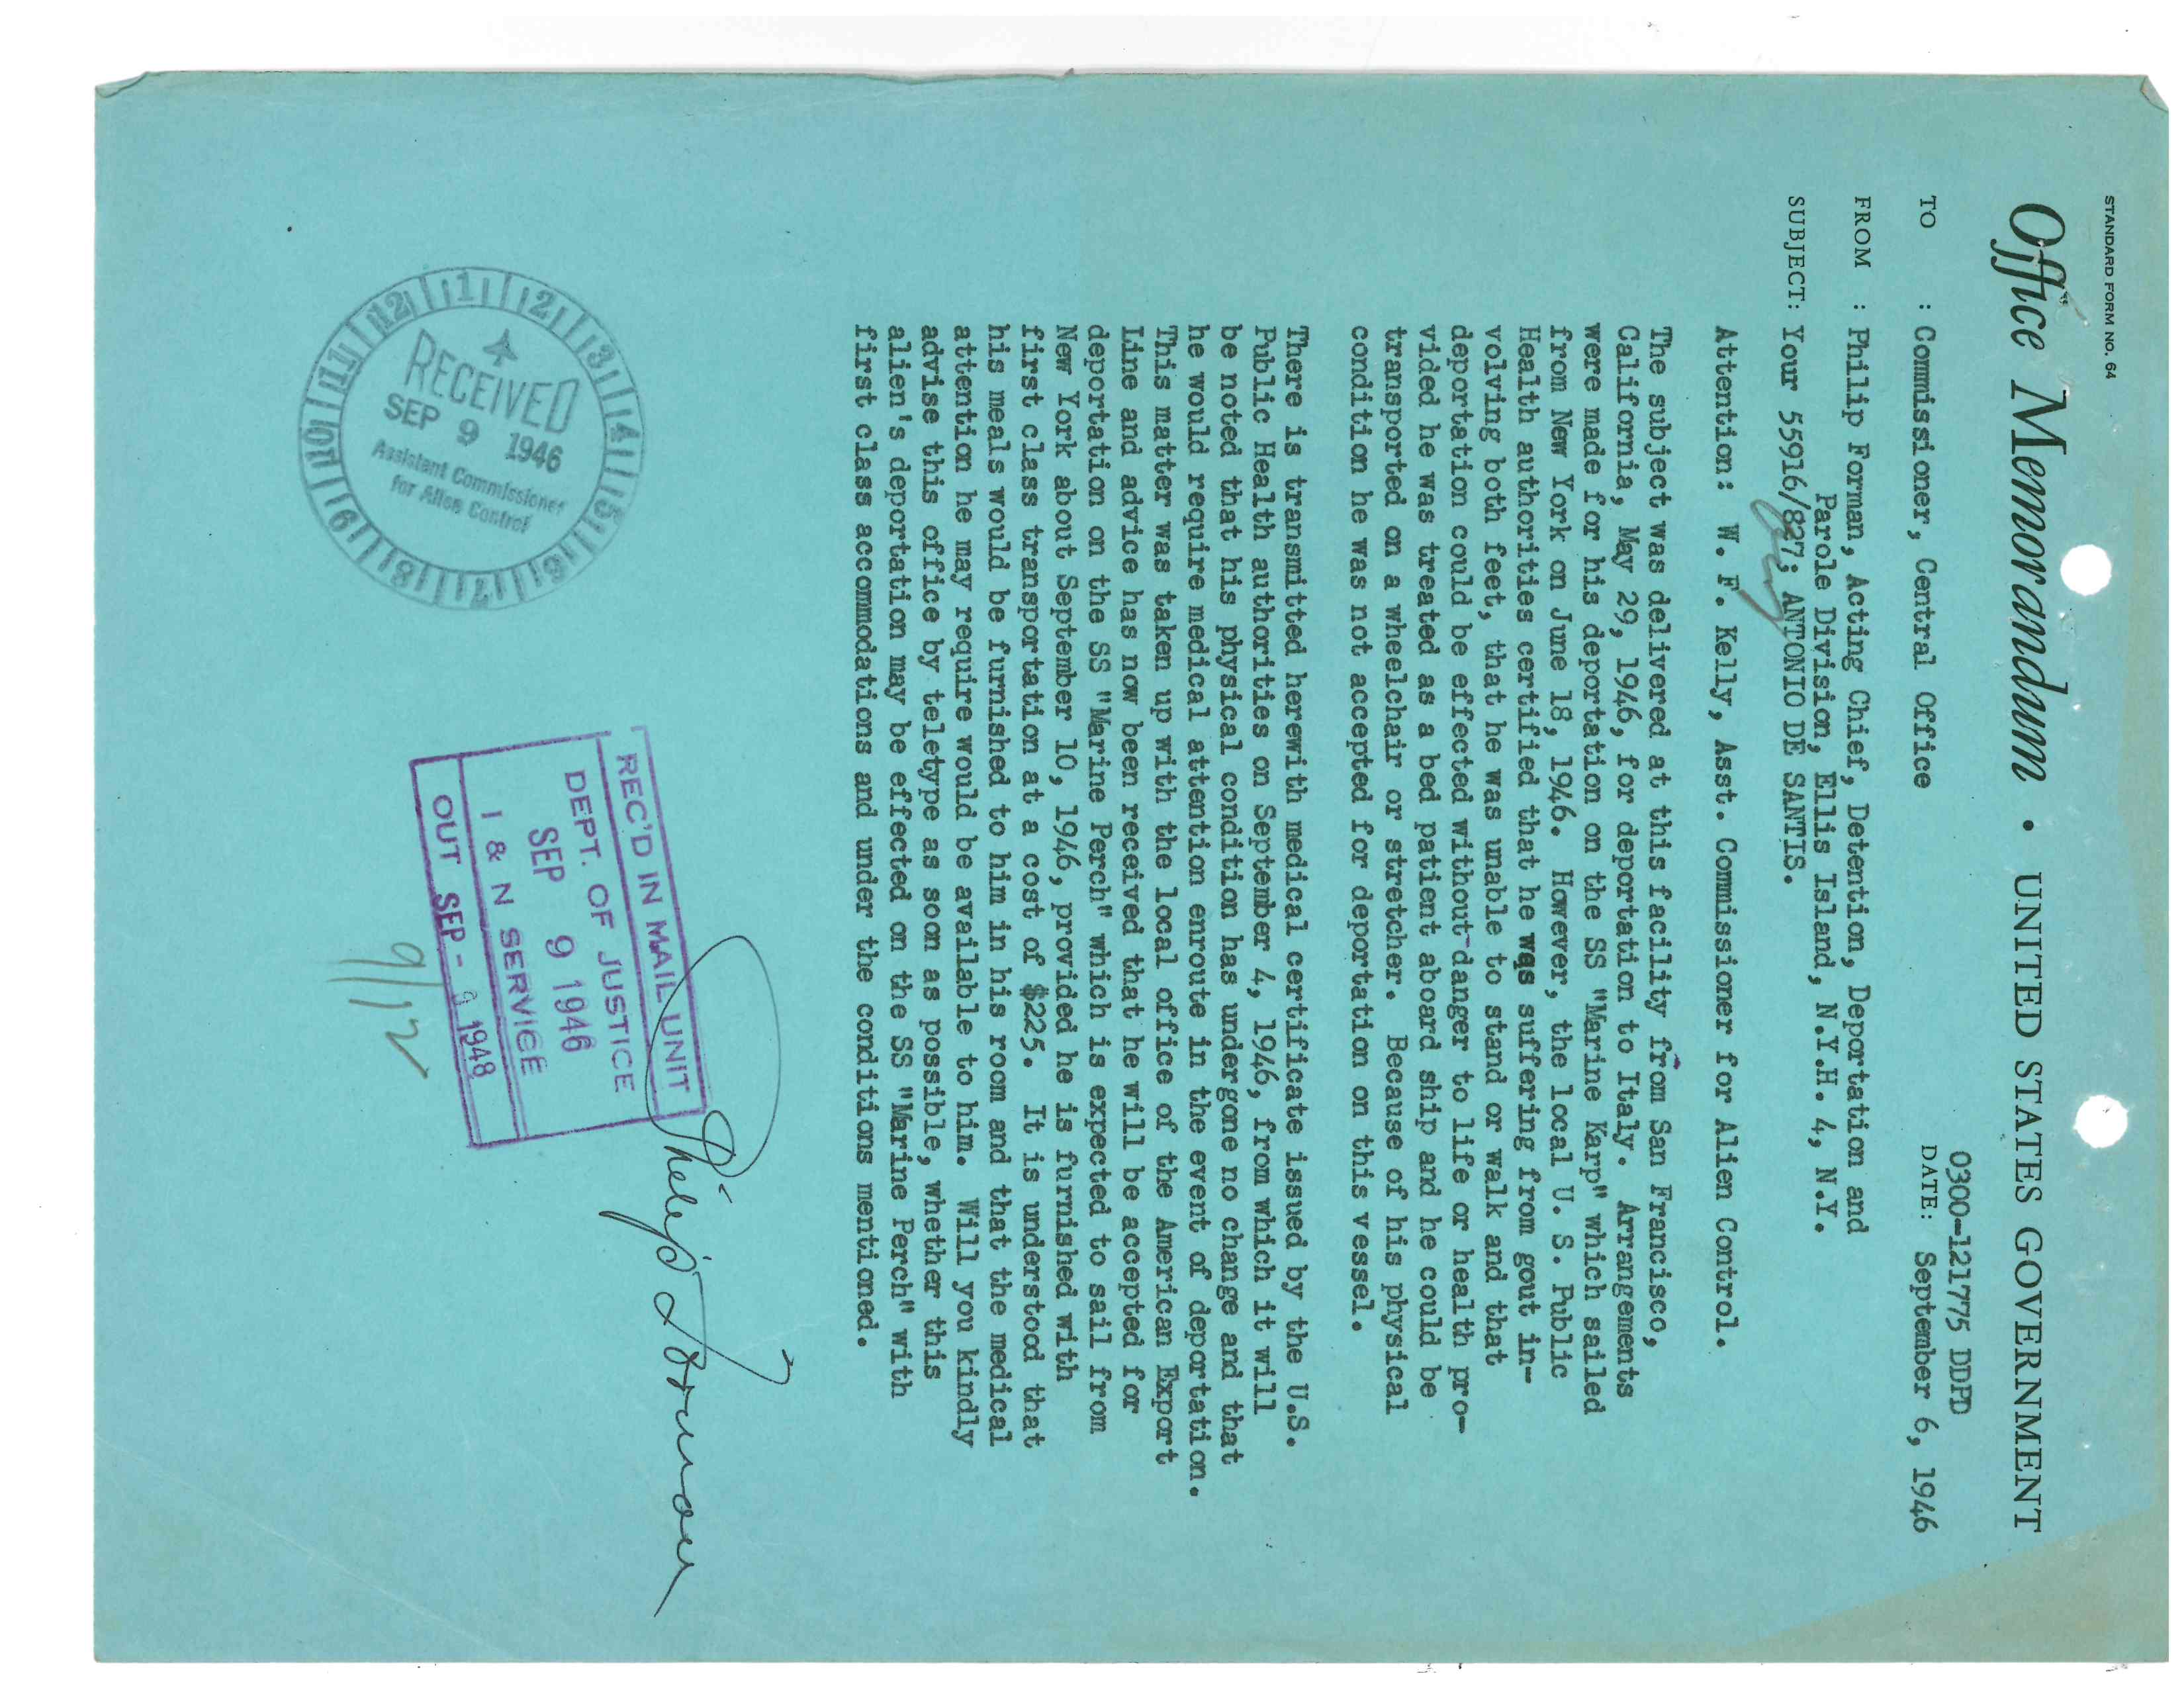 STANDARD FORM NO. 64
Office Memorandum • UNITED STATES GOVERNMENT
0300-121775 DDPD
TO : Commissioner, Central Office DATE: September 6, 1946
FROM : Philip Forman, Acting Chief, Detention, Deportation and
Parole Division, Ellis Island, N.Y.H. 4, N.Y.
SUBJECT: Your 55916/827; ANTONIO DE SANTIS.
Attention: W. F. Kelly, Asst. Commissioner for Alien Control.
The subject was delivered at this facility from San Francisco,
California, May 29, 1946, for deportation to Italy. Arrangements
were made for his deportation on the SS "Marine Karp" which sailed
from New York on June 18, 1946. However, the local U. S. Public
Health authorities certified that he was suffering from gout in-
volving both feet, that he was unable to stand or walk and that
deportation could be effected without danger to life or health pro-
vided he was treated as a bed patient aboard ship and he could be
transported on a wheelchair or stretcher. Because of his physical
condition he was not accepted for deportation on this vessel.
There is transmitted herewith medical certificate issued by the U.S.
Public Health authorities on September 4, 1946, from which it will
be noted that his physical condition has undergone no change and that
he would require medical attention enroute in the event of deportation.
This matter was taken up with the local office of the American Export
Line and advice has now been received that he will be accepted for
deportation on the SS "Marine Perch" which is expected to sail from
New York about September 10, 1946, provided he is furnished with
first class transportation at a cost of $225. It is understood that
his meals would be furnished to him in his room and that the medical
attention he may require would be available to him. Will you kindly
advise this office by teletype as soon as possible, whether this
alien's deportation may be effected on the SS "Marine Perch" with
first class accommodations and under the conditions mentioned.
Philip Forman
REC'D IN MAIL UNIT
DEPT. OF JUSTICE
SEP 9 1946
I & N SERVICE
OUT SEP - 9 1948
9/12
1 2 3 4 5 6 7 8 9 10 11 12
RECEIVED
SEP 9 1946
Assistant Commissioner
for Alien Control